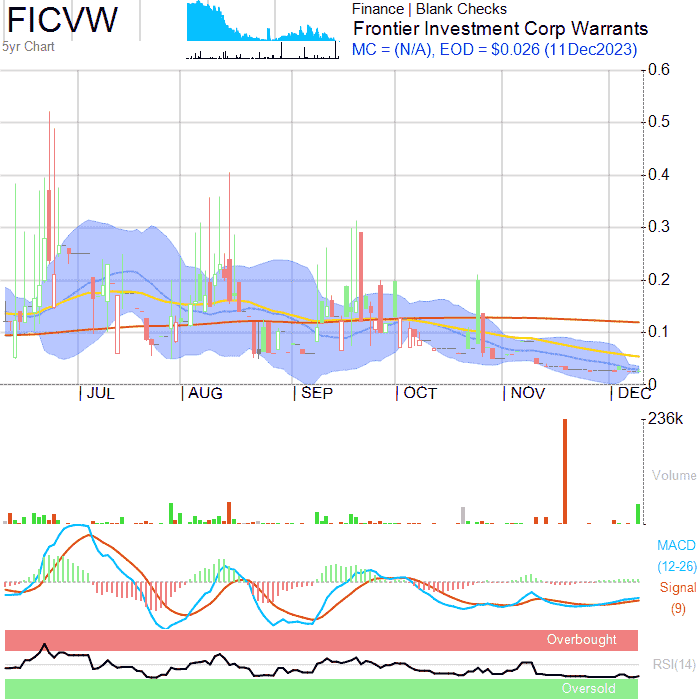 FICVW
5yr Chart
Finance | Blank Checks
Frontier Investment Corp Warrants
MC = (N/A), EOD = $0.026 (11Dec2023)
0.6
0.5
0.4
0.3
0.2
0.1
0
| JUL | AUG | SEP | OCT | NOV | DEC
236k
Volume
MACD
(12-26)
Signal
(9)
Overbought
RSI(14)
Oversold